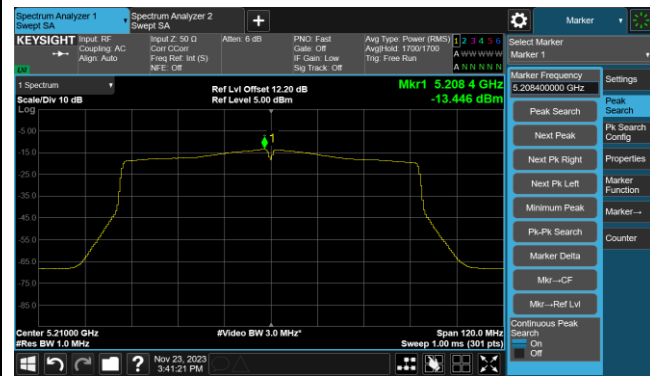 Spectrum Analyzer 1
Swept SA
Spectrum Analyzer 2
Swept SA
+
Marker
KEYSIGHT
Input: RF
Coupling: AC
Align: Auto
Input Z: 50 Ω
Corr CCorr
Freq Ref: Int (S)
NFE: Off
Atten: 6 dB
PNO: Fast
Gate: Off
IF Gain: Low
Sig Track: Off
Avg Type: Power (RMS)
Avg|Hold: 1700/1700
Trig: Free Run
1 2 3 4 5 6
A W W W W W
A N N N N N
LXI
Select Marker
Marker 1
1 Spectrum
Scale/Div 10 dB
Ref Lvl Offset 12.20 dB
Ref Level 5.00 dBm
Mkr1 5.208 4 GHz
-13.446 dBm
Log
-5.00
-15.0
-25.0
-35.0
-45.0
-55.0
-65.0
-75.0
-85.0
1
Center 5.21000 GHz
#Res BW 1.0 MHz
#Video BW 3.0 MHz*
Span 120.0 MHz
Sweep 1.00 ms (301 pts)
Marker Frequency
5.208400000 GHz
Peak Search
Next Peak
Next Pk Right
Next Pk Left
Minimum Peak
Pk-Pk Search
Marker Delta
Mkr→CF
Mkr→Ref Lvl
Continuous Peak
Search
On
Off
Settings
Peak
Search
Pk Search
Config
Properties
Marker
Function
Marker→
Counter
?
Nov 23, 2023
3:41:21 PM